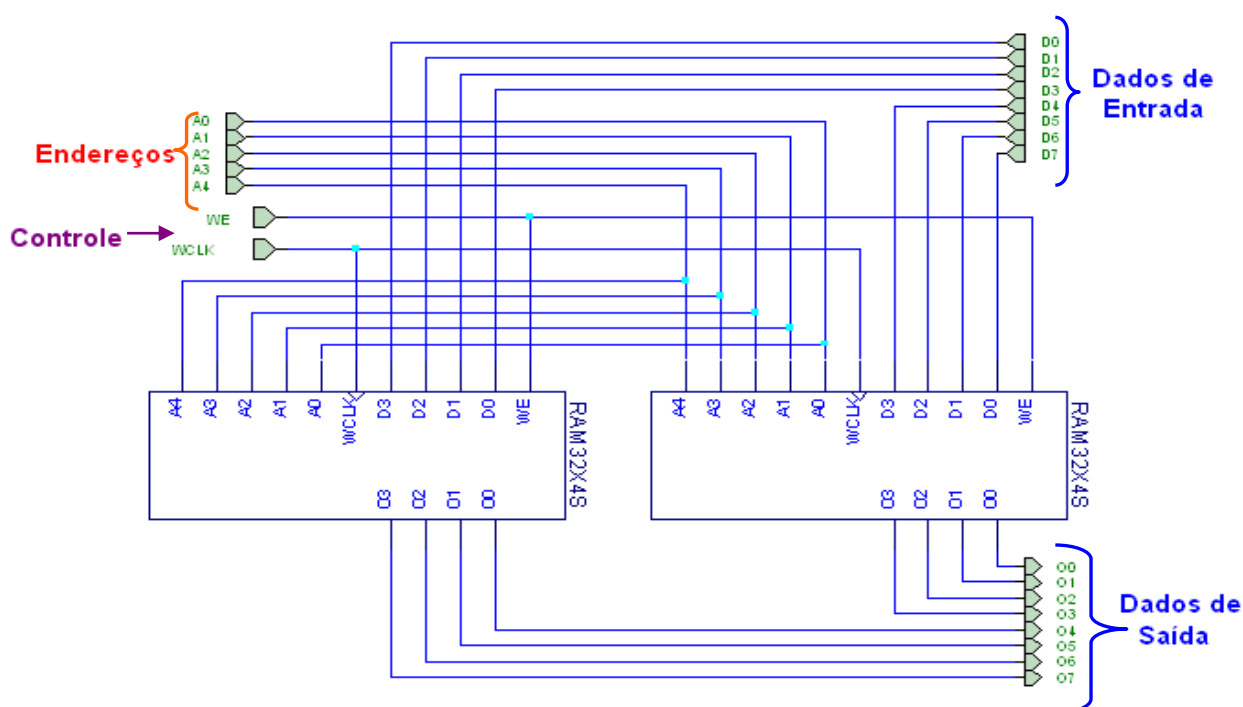 D0
D1
D2
D3
D4
D5
D6
D7
Dados de
Entrada
A0
A1
A2
A3
A4
Endereços
WE
WCLK
Controle
A4 A3 A2 A1 A0 WCLK D3 D2 D1 D0 WE
RAM32X4S
O3 O2 O1 O0
A4 A3 A2 A1 A0 WCLK D3 D2 D1 D0 WE
RAM32X4S
O3 O2 O1 O0
O0
O1
O2
O3
O4
O5
O6
O7
Dados de
Saída